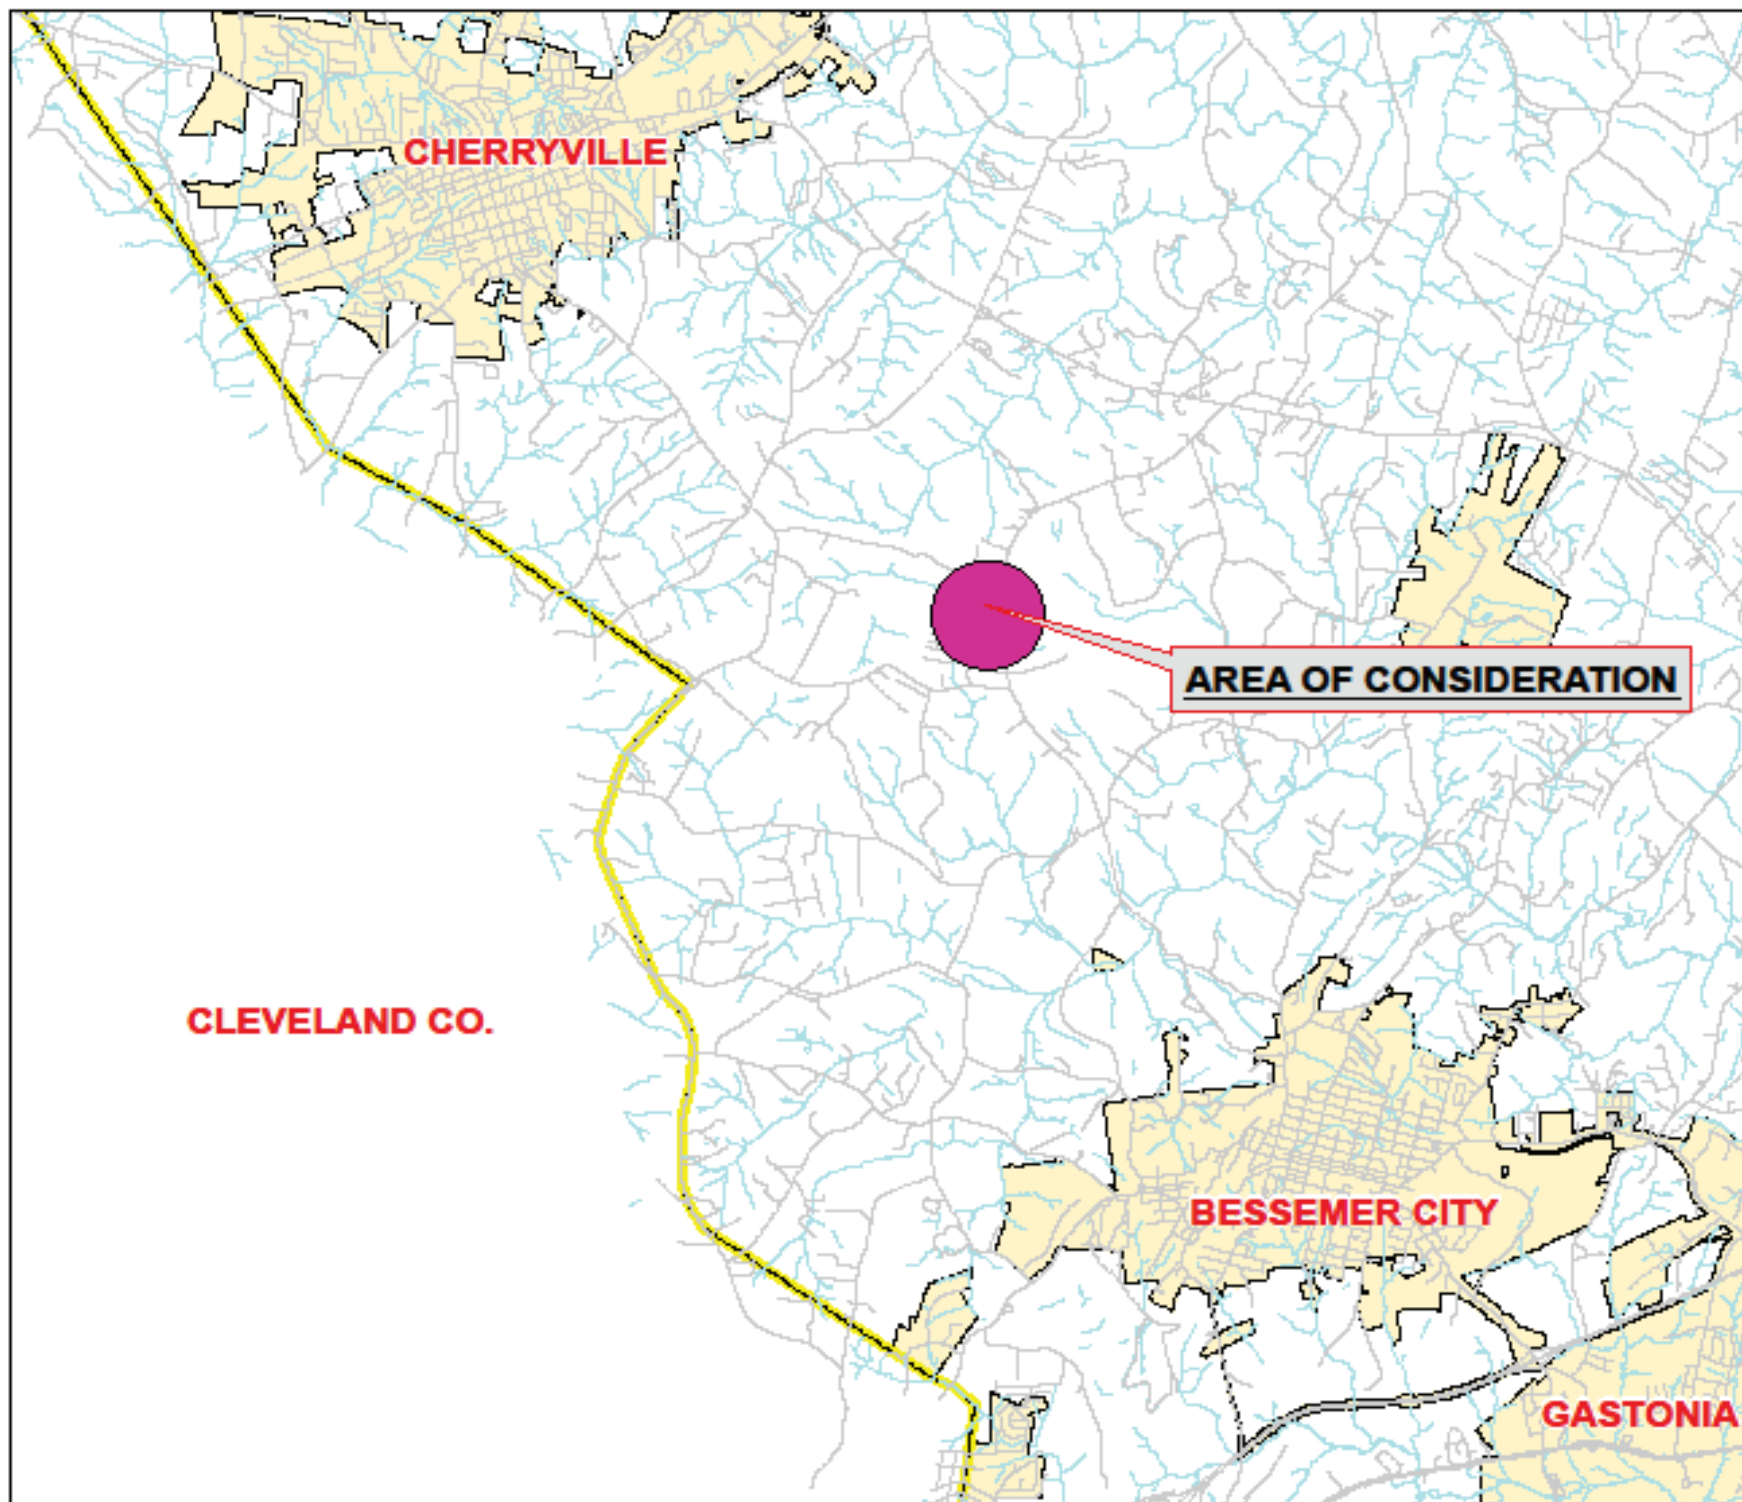 CHERRYVILLE
AREA OF CONSIDERATION
CLEVELAND CO.
BESSEMER CITY
GASTONIA